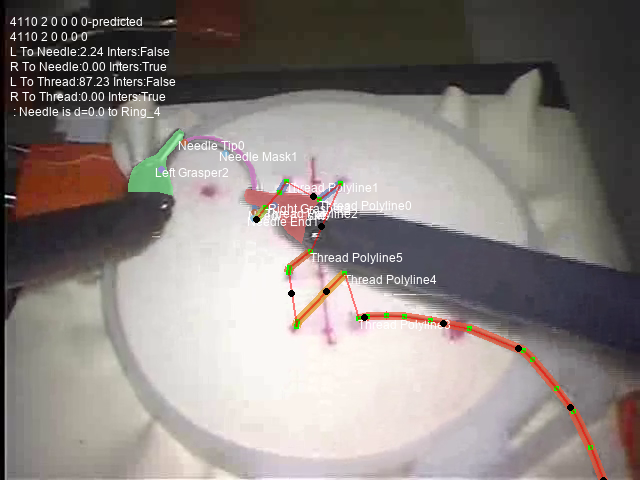 4110 2 0 0 0 0-predicted
4110 2 0 0 0 0
L To Needle:2.24 Inters:False
R To Needle:0.00 Inters:True
L To Thread:87.23 Inters:False
R To Thread:0.00 Inters:True
: Needle is d=0.0 to Ring_4
Needle Tip0
Needle Mask1
Left Grasper2
Thread Polyline1
Thread Polyline0
Right Grasper
Thread Polyline2
Needle End
Thread Polyline5
Thread Polyline4
Thread Polyline3